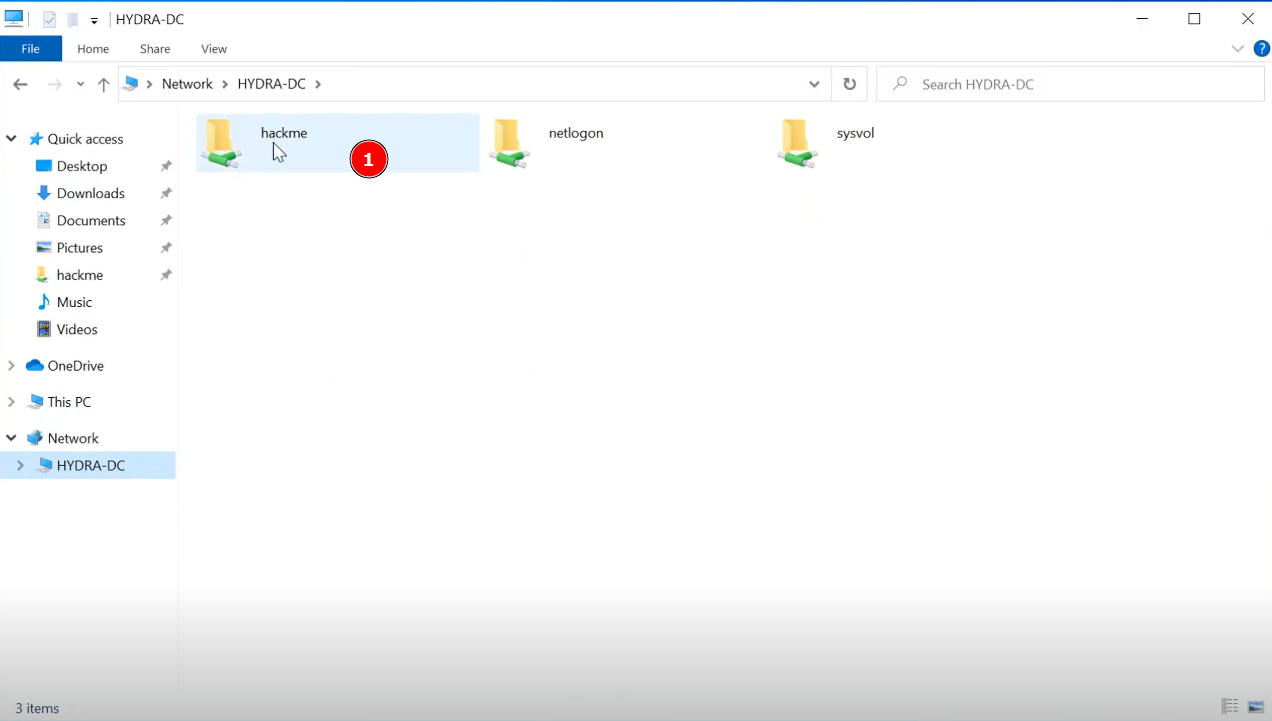 HYDRA-DC
File Home Share View
?
Network HYDRA-DC
Search HYDRA-DC
Quick access
Desktop
Downloads
Documents
Pictures
hackme
Music
Videos
OneDrive
This PC
Network
HYDRA-DC
hackme
1
netlogon
sysvol
3 items